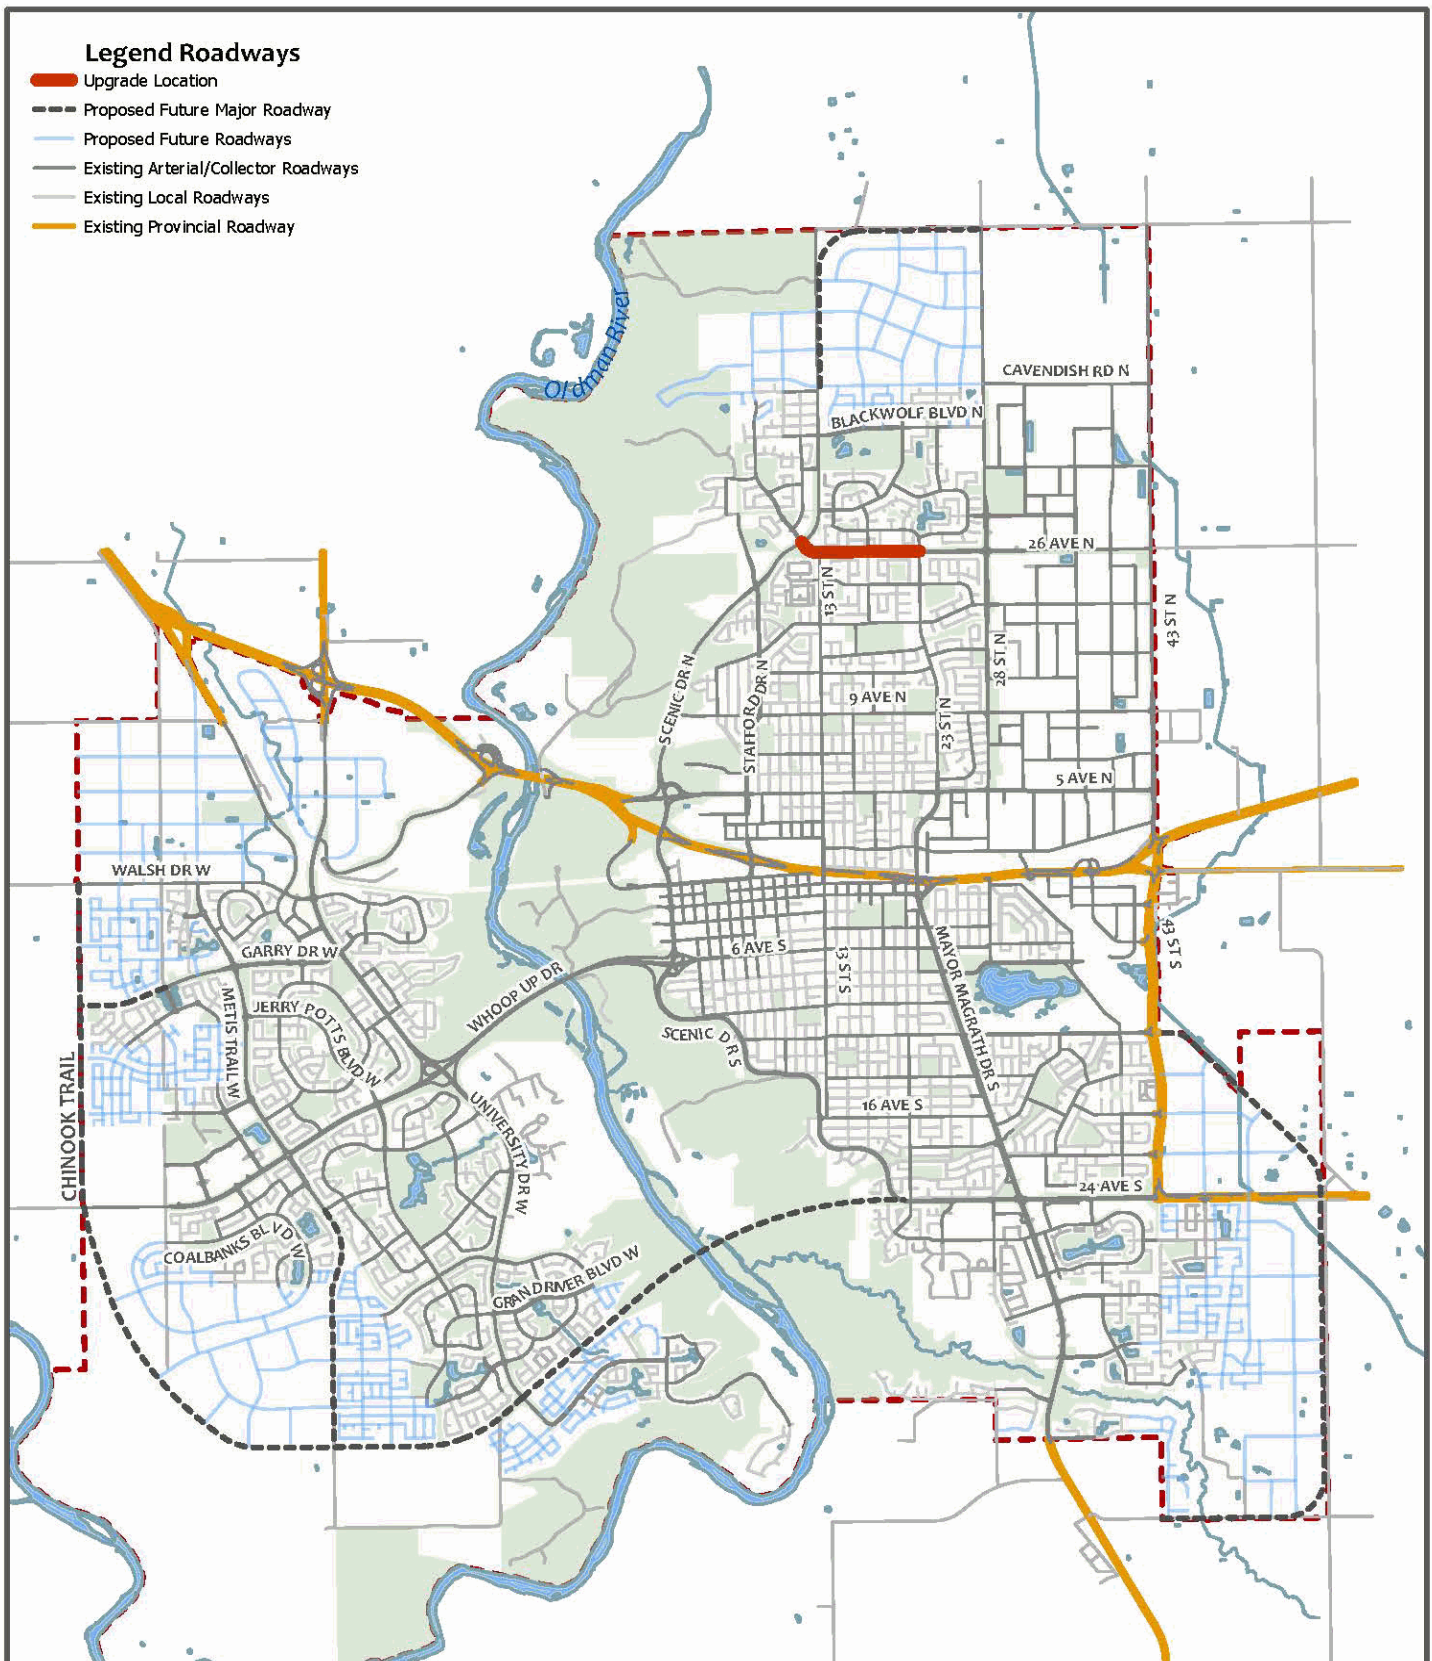 Legend Roadways
Upgrade Location
Proposed Future Major Roadway
Proposed Future Roadways
Existing Arterial/Collector Roadways
Existing Local Roadways
Existing Provincial Roadway
Oldman River
CAVENDISH RD N
BLACKWOLF BLVD N
26 AVE N
13 ST N
43 ST N
28 ST N
SCENIC DR N
STAFFORD DR N
9 AVE N
23 ST N
5 AVE N
WALSH DR W
GARRY DR W
6 AVE S
13 ST S
MAYOR MAGRATH DR S
43 ST S
WHOOP UP DR
METIS TRAIL W
JERRY POTTS BLVD W
SCENIC DR S
CHINOOK TRAIL
UNIVERSITY DR W
16 AVE S
24 AVE S
COALBANKS BLVD W
GRANDRIVER BLVD W